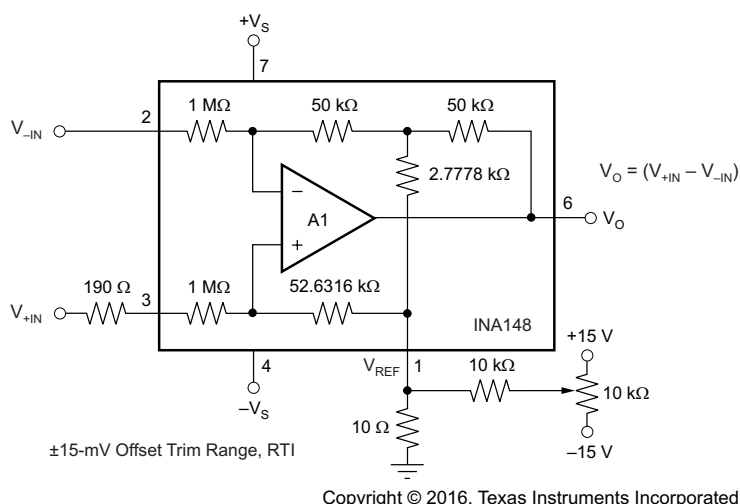 +V_S
7
2
1 MΩ
50 kΩ
50 kΩ
V_–IN
2.7778 kΩ
V_O = (V_+IN – V_–IN)
–
A1
+
6
V_O
190 Ω
3
1 MΩ
52.6316 kΩ
V_+IN
INA148
4
V_REF
1
10 kΩ
+15 V
10 kΩ
–V_S
10 Ω
–15 V
±15-mV Offset Trim Range, RTI
Copyright © 2016, Texas Instruments Incorporated